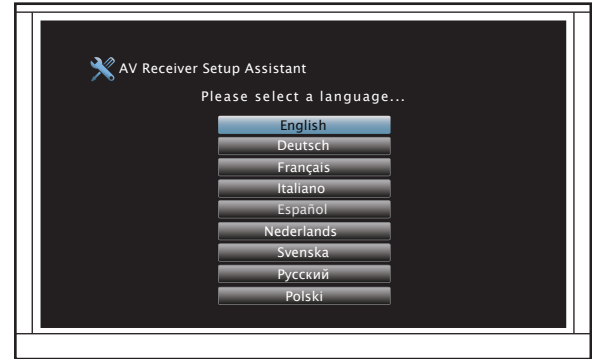 AV Receiver Setup Assistant
Please select a language...
English
Deutsch
Français
Italiano
Español
Nederlands
Svenska
Русский
Polski